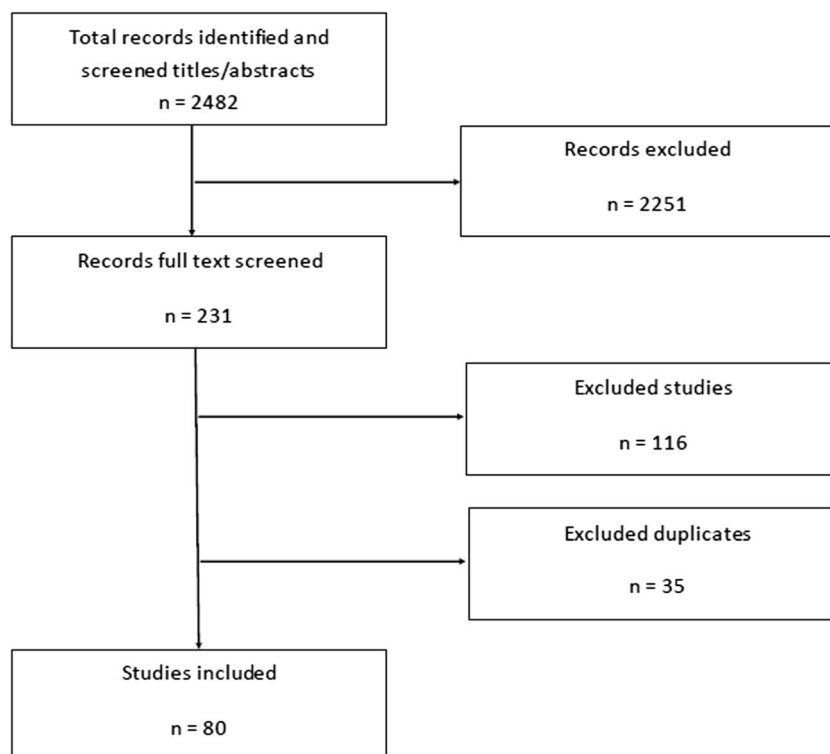 Total records identified and
screened titles/abstracts
n = 2482
Records excluded
n = 2251
Records full text screened
n = 231
Excluded studies
n = 116
Excluded duplicates
n = 35
Studies included
n = 80